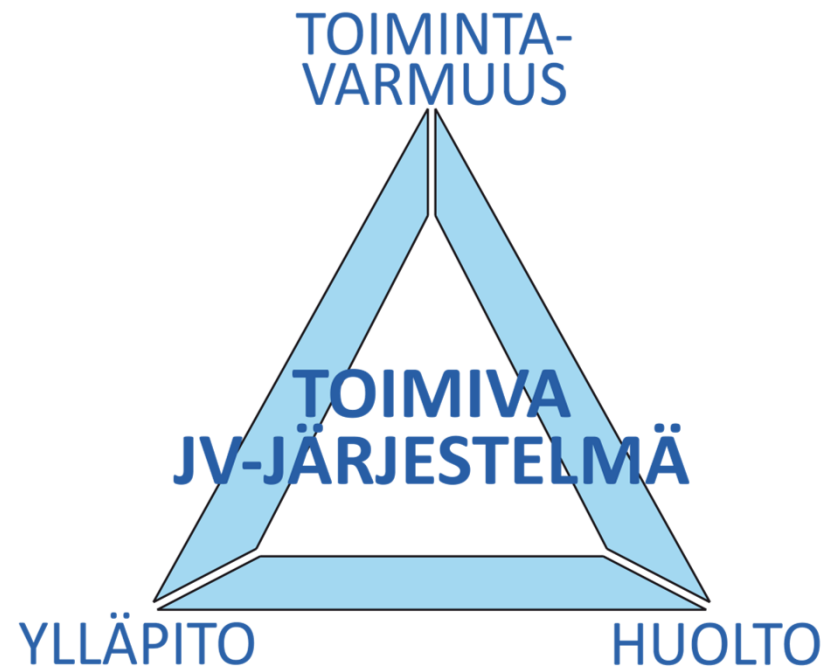 TOIMINTA-
VARMUUS
TOIMIVA
JV-JÄRJESTELMÄ
YLLÄPITO
HUOLTO